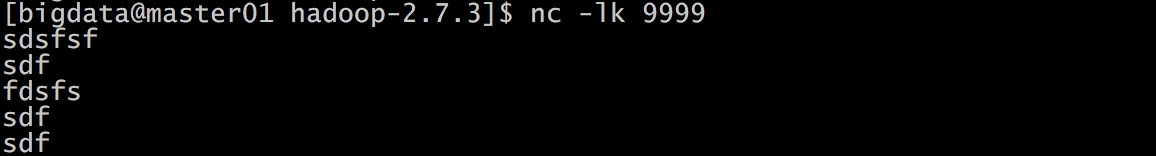 [bigdata@master01 hadoop-2.7.3]$ nc -lk 9999
sdsfsf
sdf
fdsfs
sdf
sdf